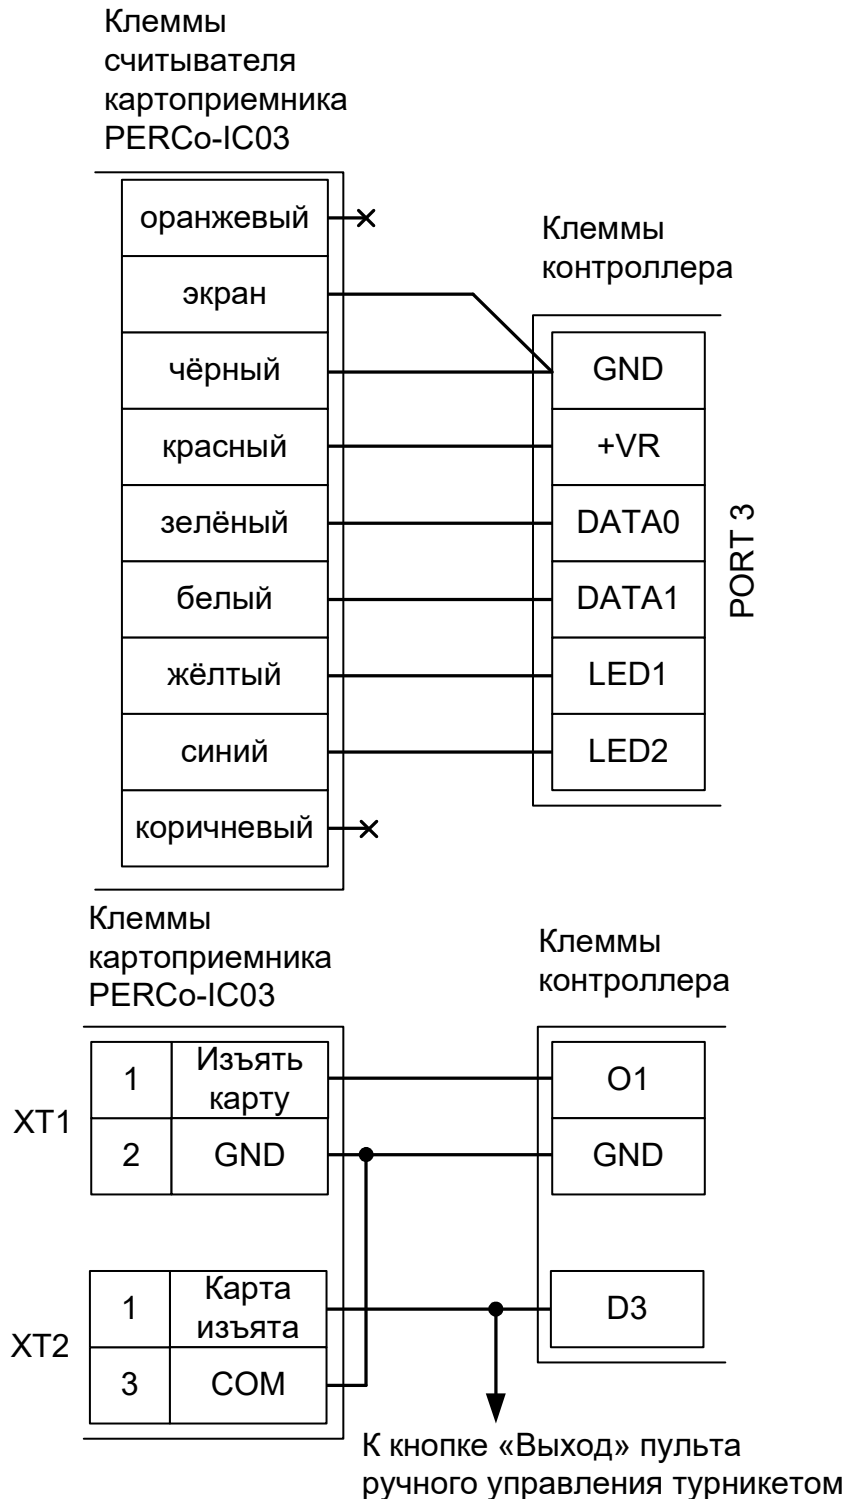 Клеммы
считывателя
картоприемника
PERCo-IC03
оранжевый
экран
чёрный
красный
зелёный
белый
жёлтый
синий
коричневый
Клеммы
контроллера
GND
+VR
DATA0
DATA1
LED1
LED2
PORT 3
Клеммы
картоприемника
PERCo-IC03
XT1
1
Изъять
карту
2
GND
XT2
1
Карта
изъята
3
COM
Клеммы
контроллера
O1
GND
D3
К кнопке «Выход» пульта
ручного управления турникетом